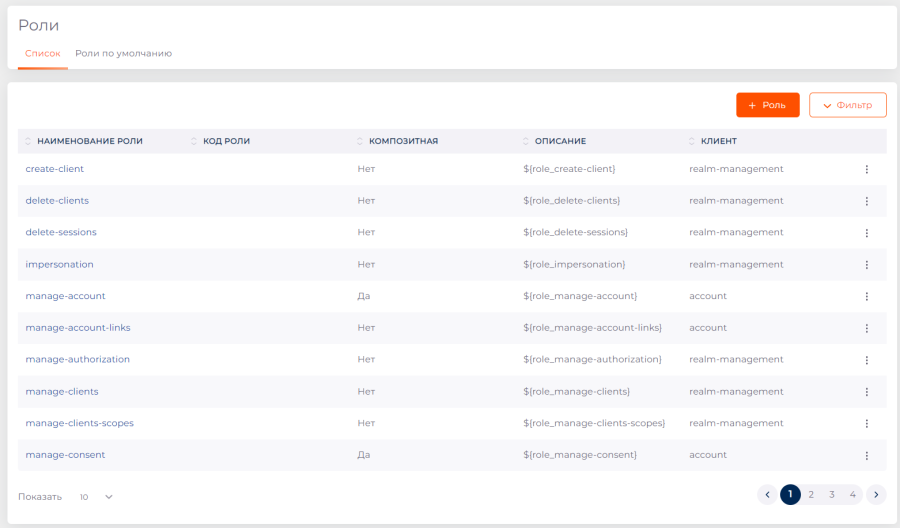 Роли
Список Роли по умолчанию
+ Роль Фильтр
НАИМЕНОВАНИЕ РОЛИ КОД РОЛИ КОМПОЗИТНАЯ ОПИСАНИЕ КЛИЕНТ
create-client Нет ${role_create-client} realm-management
delete-clients Нет ${role_delete-clients} realm-management
delete-sessions Нет ${role_delete-sessions} realm-management
impersonation Нет ${role_impersonation} realm-management
manage-account Да ${role_manage-account} account
manage-account-links Нет ${role_manage-account-links} account
manage-authorization Нет ${role_manage-authorization} realm-management
manage-clients Нет ${role_manage-clients} realm-management
manage-clients-scopes Нет ${role_manage-clients-scopes} realm-management
manage-consent Да ${role_manage-consent} account
Показать 10 1 2 3 4